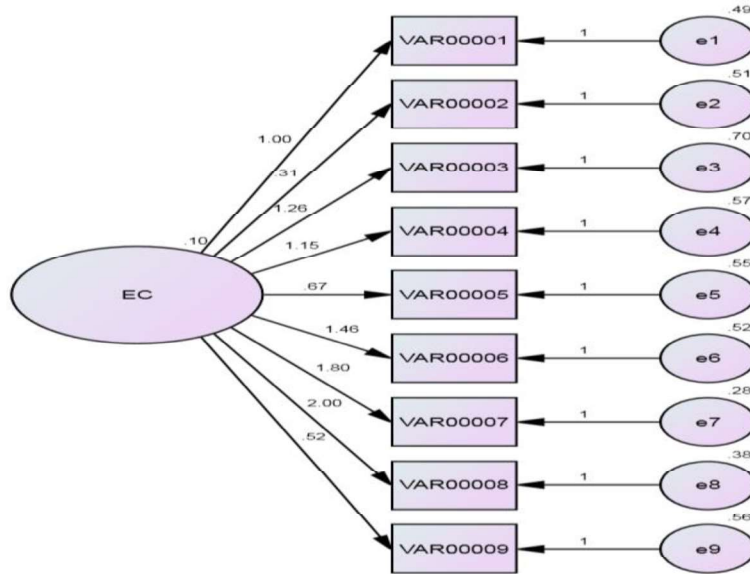 .49
VAR00001 1 e1
.51
VAR00002 1 e2
1.00
.70
.31
VAR00003 1 e3
1.26
.57
.10
VAR00004 1 e4
1.15
.55
EC
.67
VAR00005 1 e5
.52
1.46
VAR00006 1 e6
1.80
.28
2.00
VAR00007 1 e7
.52
.38
VAR00008 1 e8
.56
VAR00009 1 e9